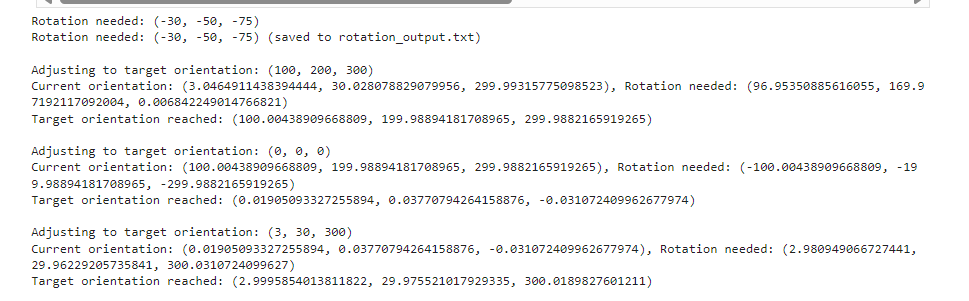 Rotation needed: (-30, -50, -75)
Rotation needed: (-30, -50, -75) (saved to rotation_output.txt)
Adjusting to target orientation: (100, 200, 300)
Current orientation: (3.0464911438394444, 30.028078829079956, 299.99315775098523), Rotation needed: (96.95350885616055, 169.9
7192117092004, 0.006842249014766821)
Target orientation reached: (100.00438909668809, 199.98894181708965, 299.9882165919265)
Adjusting to target orientation: (0, 0, 0)
Current orientation: (100.00438909668809, 199.98894181708965, 299.9882165919265), Rotation needed: (-100.00438909668809, -19
9.98894181708965, -299.9882165919265)
Target orientation reached: (0.01905093327255894, 0.03770794264158876, -0.031072409962677974)
Adjusting to target orientation: (3, 30, 300)
Current orientation: (0.01905093327255894, 0.03770794264158876, -0.031072409962677974), Rotation needed: (2.980949066727441,
29.96229205735841, 300.0310724099627)
Target orientation reached: (2.9995854013811822, 29.975521017929335, 300.0189827601211)